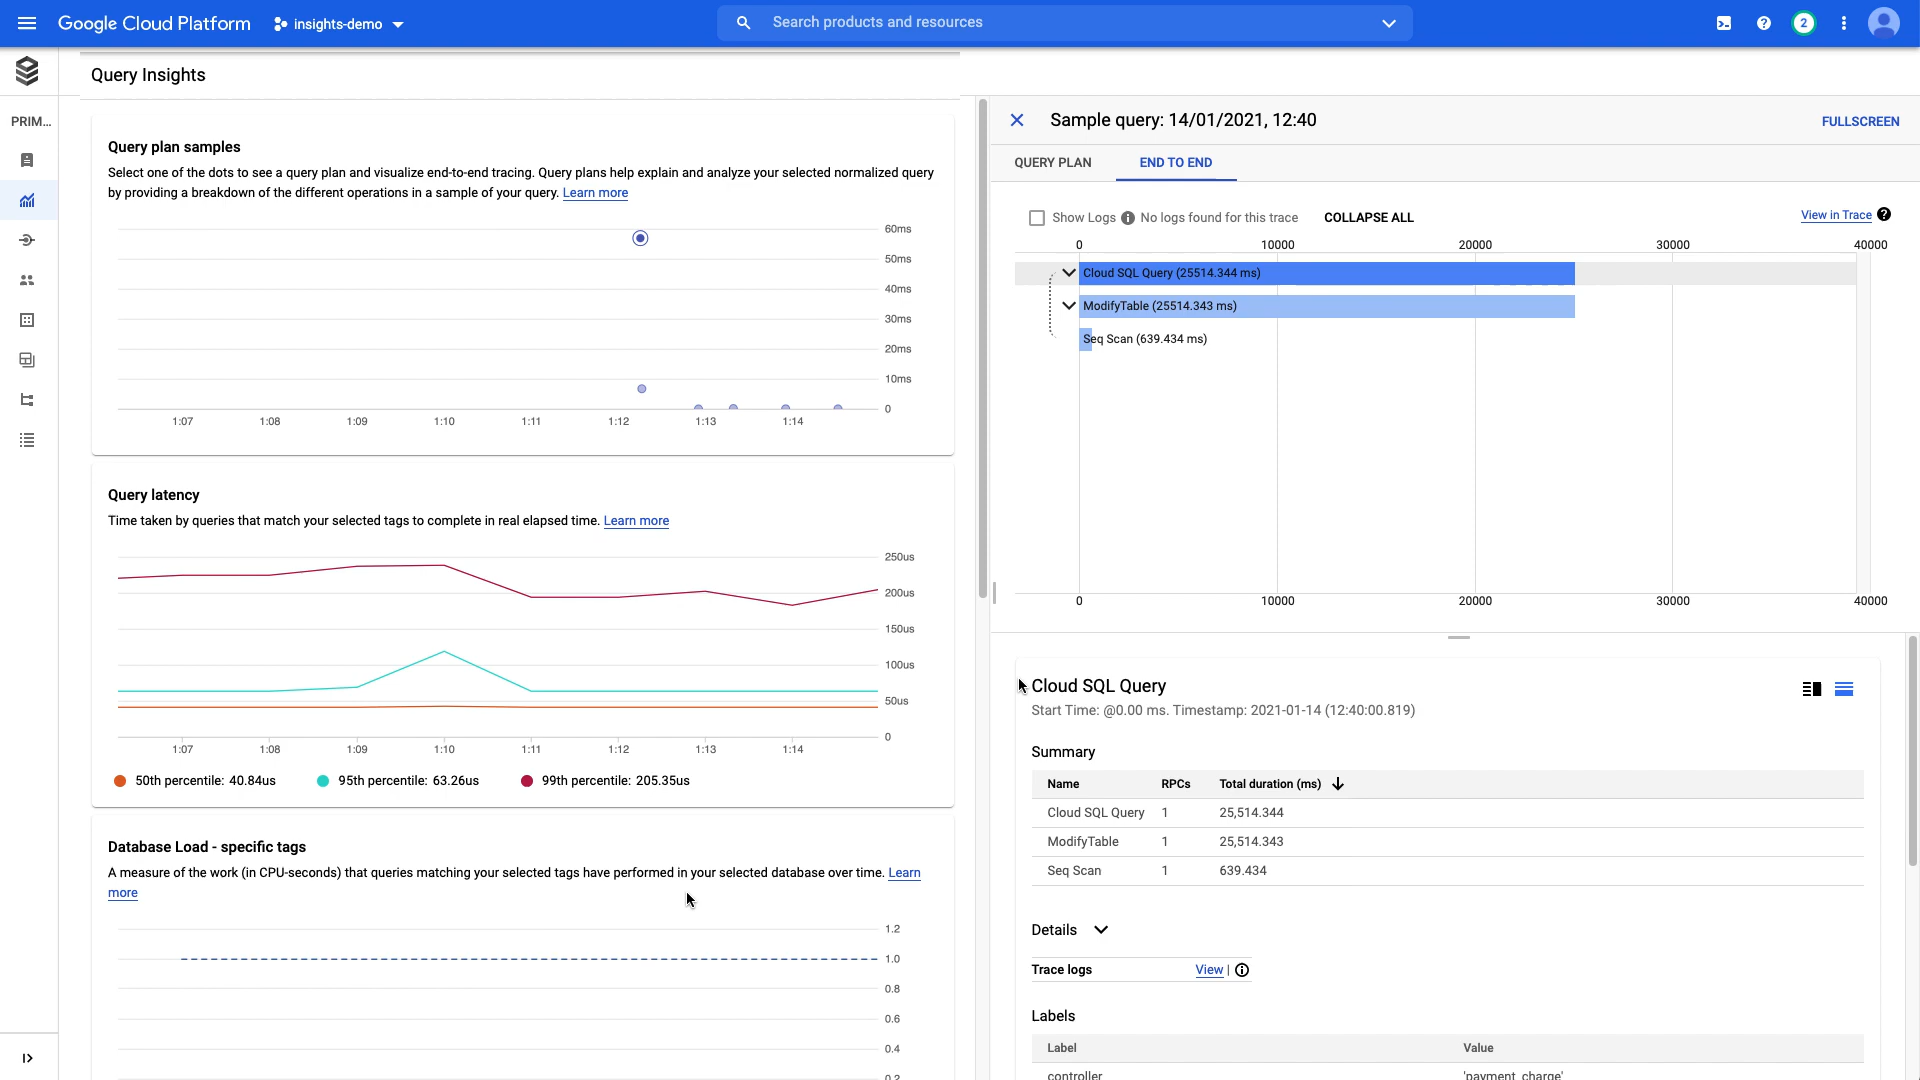 Google Cloud Platform
insights-demo
Search products and resources
2
Query Insights
PRIM...
Query plan samples
Select one of the dots to see a query plan and visualize end-to-end tracing. Query plans help explain and analyze your selected normalized query
by providing a breakdown of the different operations in a sample of your query. Learn more
60ms
50ms
40ms
30ms
20ms
10ms
0
1:07 1:08 1:09 1:10 1:11 1:12 1:13 1:14
Query latency
Time taken by queries that match your selected tags to complete in real elapsed time. Learn more
250us
200us
150us
100us
50us
0
1:07 1:08 1:09 1:10 1:11 1:12 1:13 1:14
50th percentile: 40.84us 95th percentile: 63.26us 99th percentile: 205.35us
Database Load - specific tags
A measure of the work (in CPU-seconds) that queries matching your selected tags have performed in your selected database over time. Learn
more
1.2
1.0
0.8
0.6
0.4
0.2
Sample query: 14/01/2021, 12:40
FULLSCREEN
QUERY PLAN END TO END
Show Logs No logs found for this trace COLLAPSE ALL View in Trace
0 10000 20000 30000 40000
Cloud SQL Query (25514.344 ms)
ModifyTable (25514.343 ms)
Seq Scan (639.434 ms)
0 10000 20000 30000 40000
Cloud SQL Query
Start Time: @0.00 ms. Timestamp: 2021-01-14 (12:40:00.819)
Summary
Name RPCs Total duration (ms)
Cloud SQL Query 1 25,514.344
ModifyTable 1 25,514.343
Seq Scan 1 639.434
Details
Trace logs View |
Labels
Label Value
controller 'payment_charge'